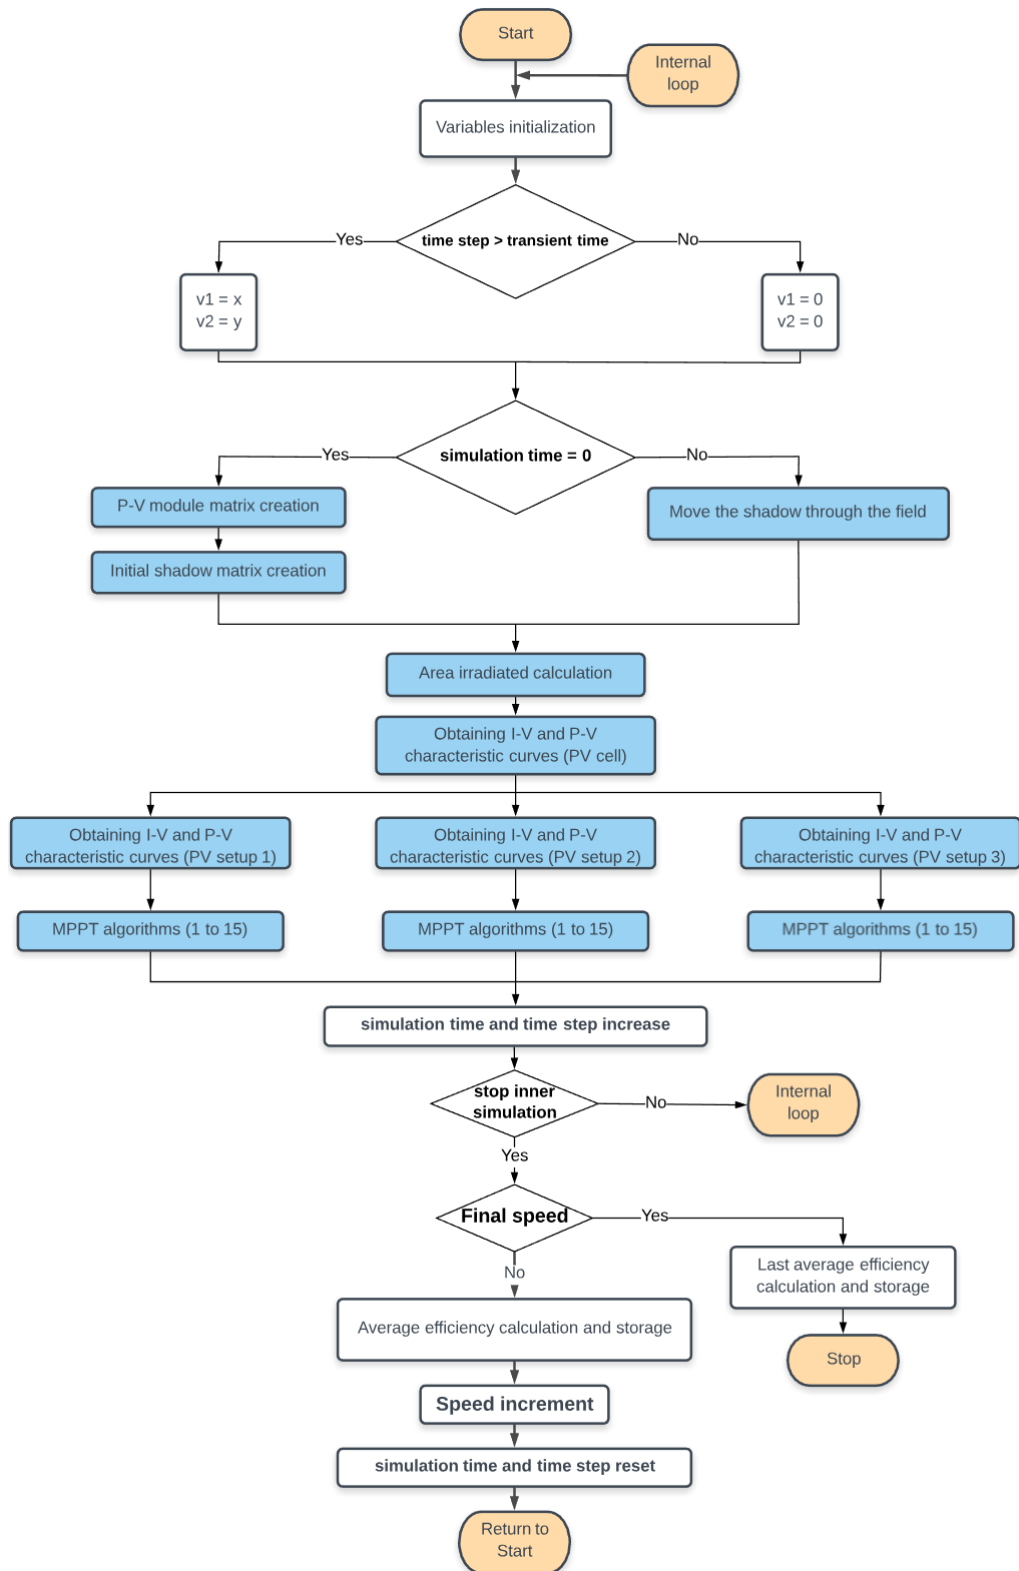 Start
Internal
loop
Variables initialization
time step > transient time
Yes
No
v1 = x
v2 = y
v1 = 0
v2 = 0
simulation time = 0
Yes
No
P-V module matrix creation
Move the shadow through the field
Initial shadow matrix creation
Area irradiated calculation
Obtaining I-V and P-V
characteristic curves (PV cell)
Obtaining I-V and P-V
characteristic curves (PV setup 1)
Obtaining I-V and P-V
characteristic curves (PV setup 2)
Obtaining I-V and P-V
characteristic curves (PV setup 3)
MPPT algorithms (1 to 15)
MPPT algorithms (1 to 15)
MPPT algorithms (1 to 15)
simulation time and time step increase
stop inner
simulation
No
Internal
loop
Yes
Final speed
Yes
No
Last average efficiency
calculation and storage
Average efficiency calculation and storage
Stop
Speed increment
simulation time and time step reset
Return to
Start